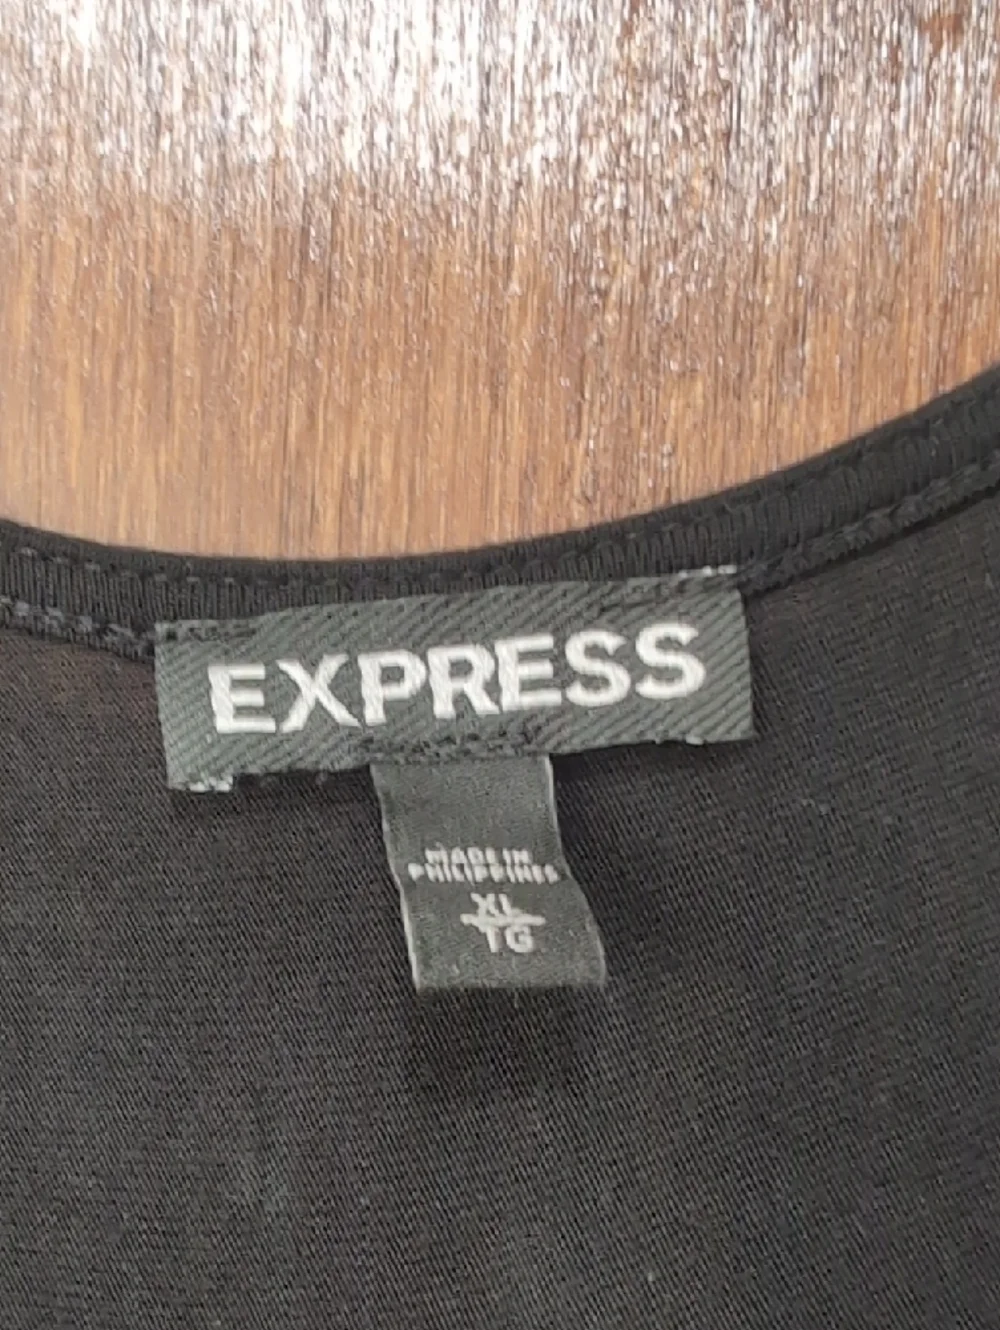 EXPRESS
MADE IN
PHILIPPINES
XL
TG